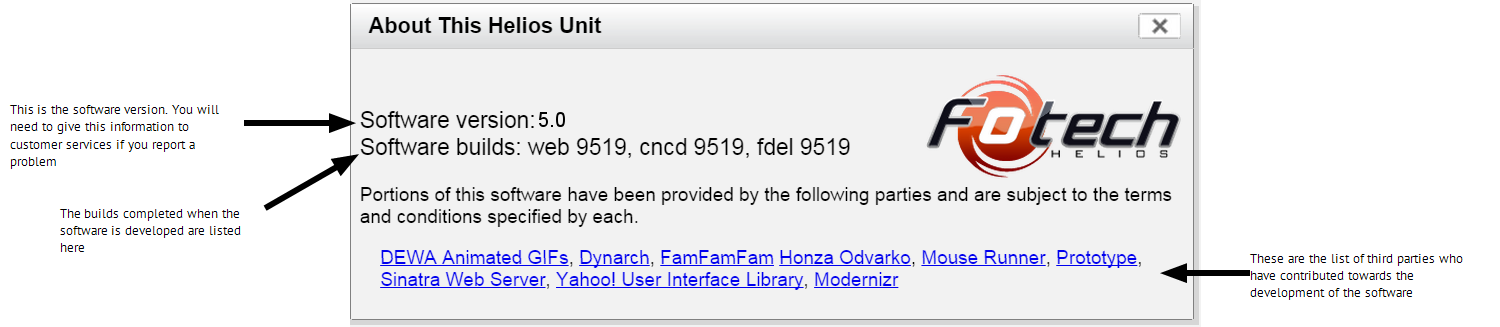 About This Helios Unit
This is the software version. You will
need to give this information to
customer services if you report a
problem
Software version: 5.0
Software builds: web 9519, cncd 9519, fdel 9519
Fotech
HELIOS
The builds completed when the
software is developed are listed
here
Portions of this software have been provided by the following parties and are subject to the terms
and conditions specified by each.
DEWA Animated GIFs, Dynarch, FamFamFam Honza Odvarko, Mouse Runner, Prototype,
Sinatra Web Server, Yahoo! User Interface Library, Modernizr
These are the list of third parties who
have contributed towards the
development of the software